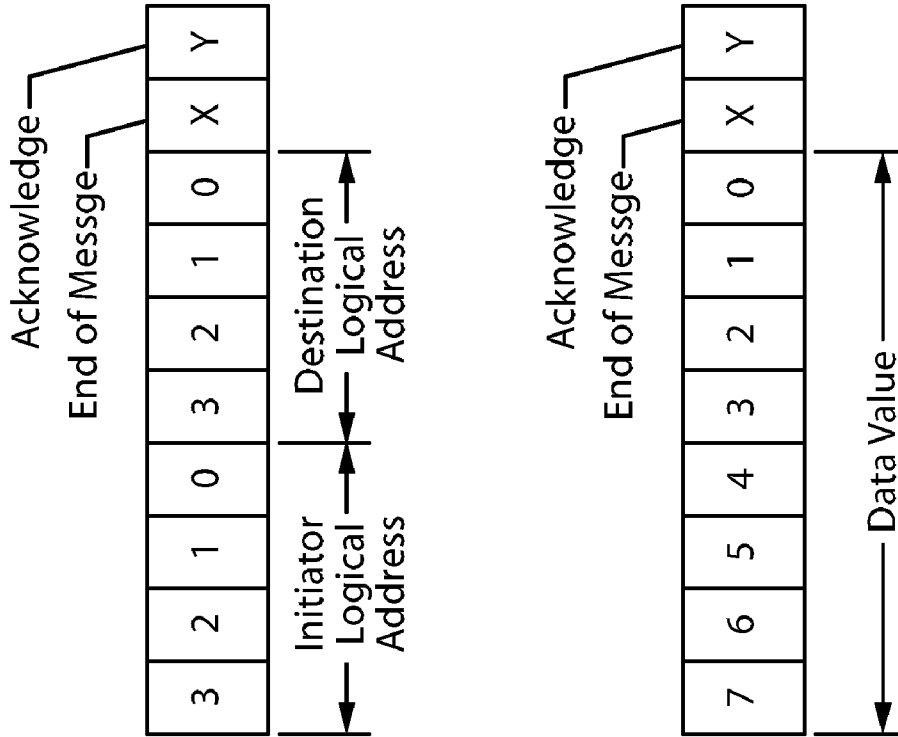 Acknowledge
End of Messge
3 2 1 0 3 2 1 0 X Y
Initiator
Logical
Address
Destination
Logical
Address
Acknowledge
End of Messge
7 6 5 4 3 2 1 0 X Y
Data Value